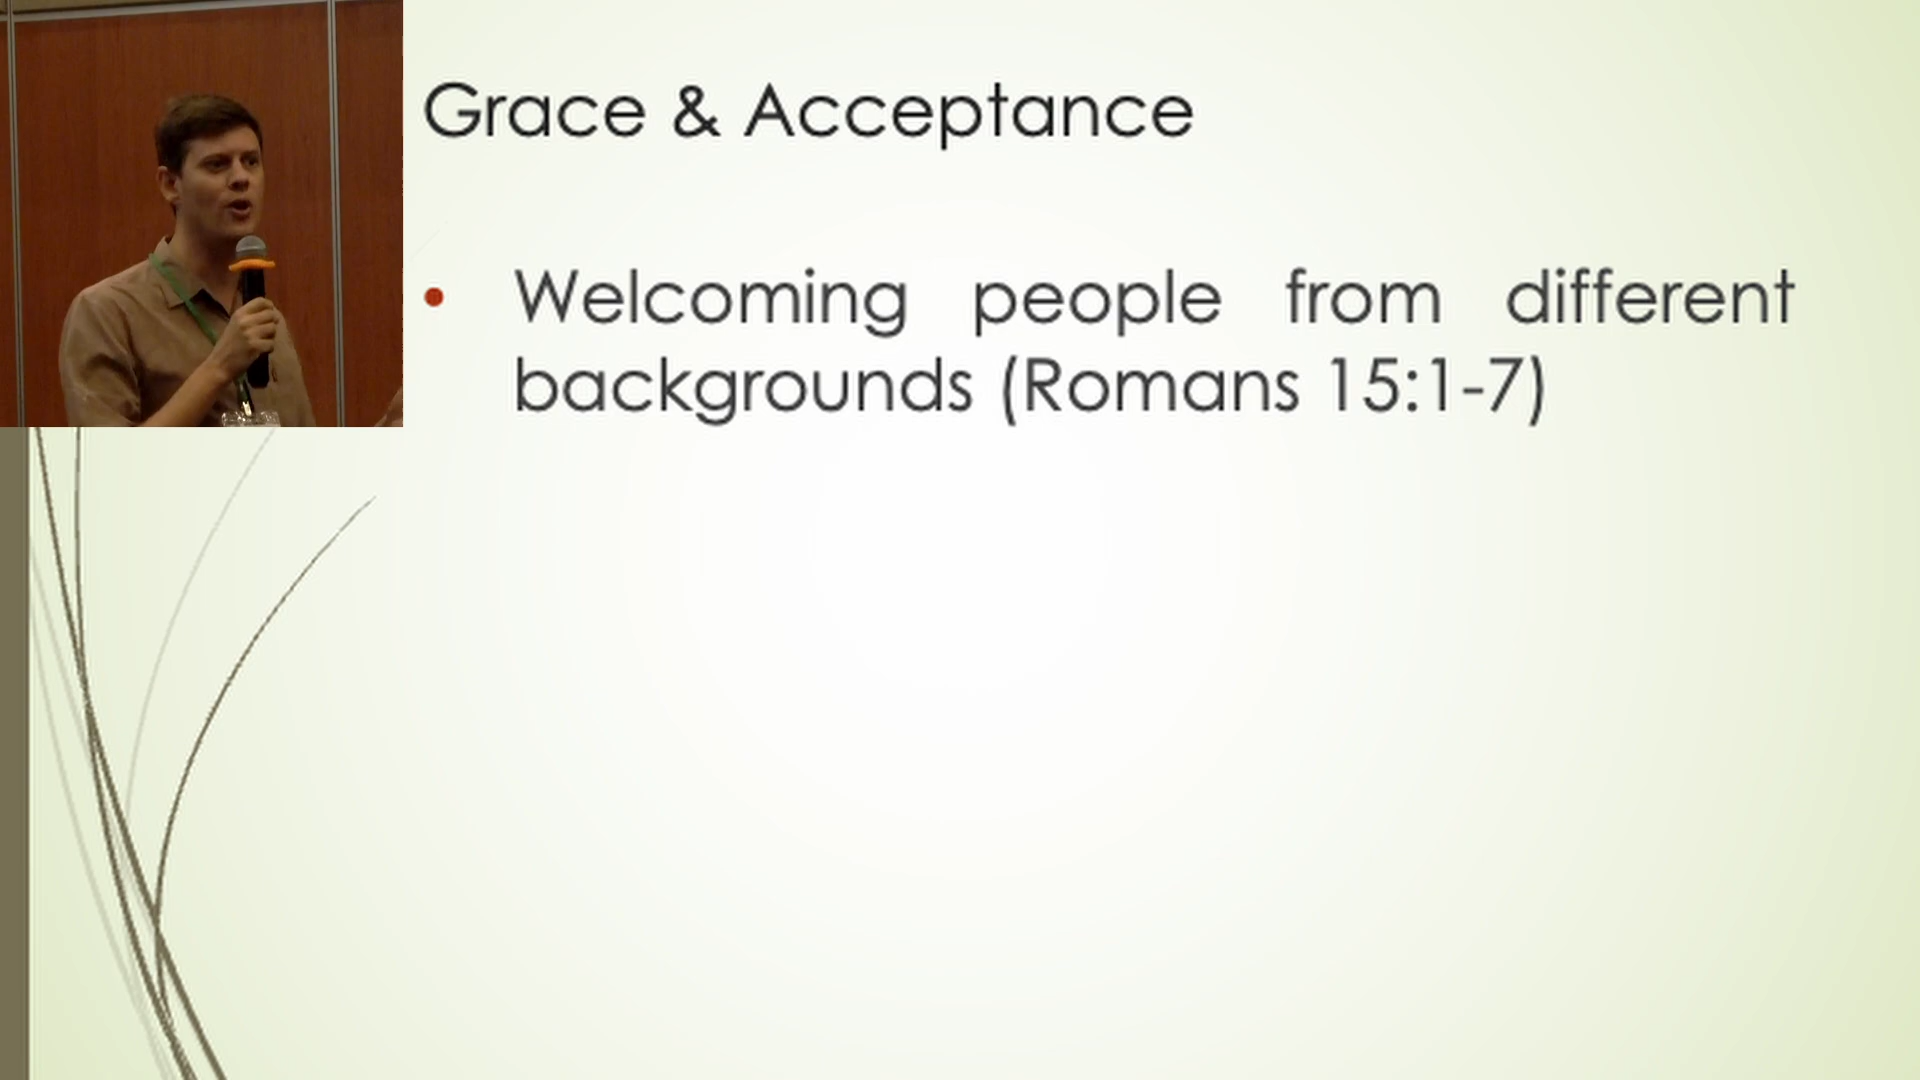 Grace & Acceptance
• Welcoming people from different
backgrounds (Romans 15:1-7)